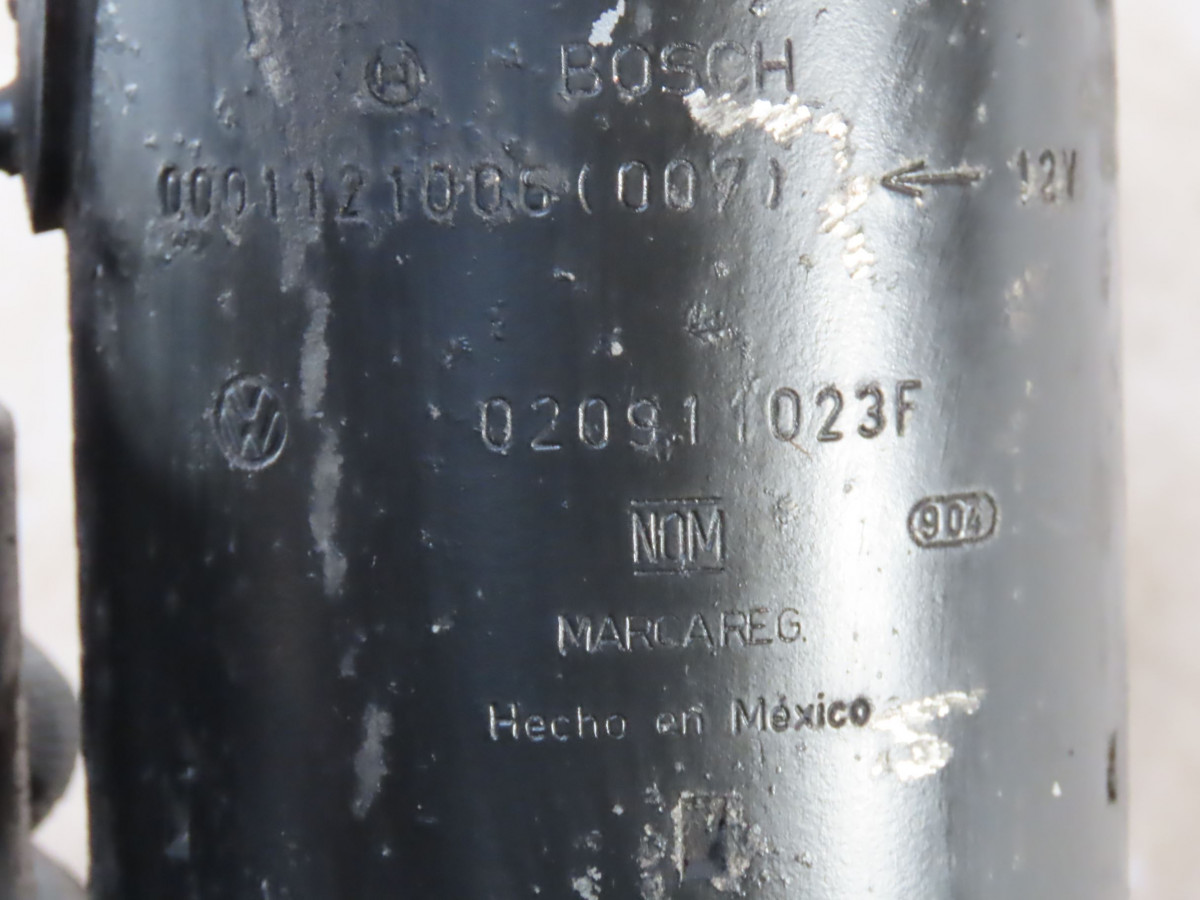 BOSCH
0001121006(007) ← 12V
020911023F
NOM 904
MARCA REG.
Hecho en México